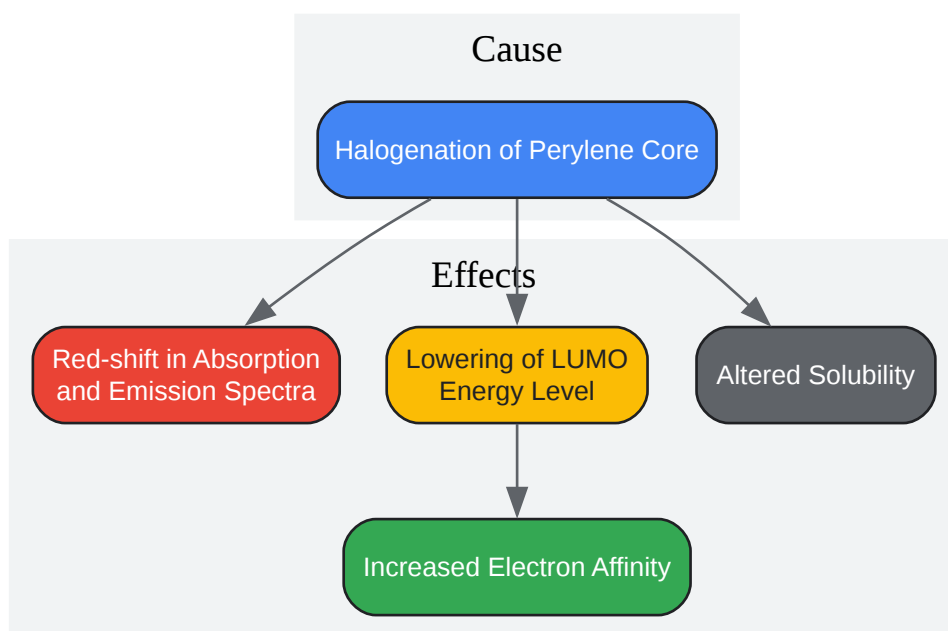 Cause
Halogenation of Perylene Core
Effects
Red-shift in Absorption
and Emission Spectra
Lowering of LUMO
Energy Level
Altered Solubility
Increased Electron Affinity